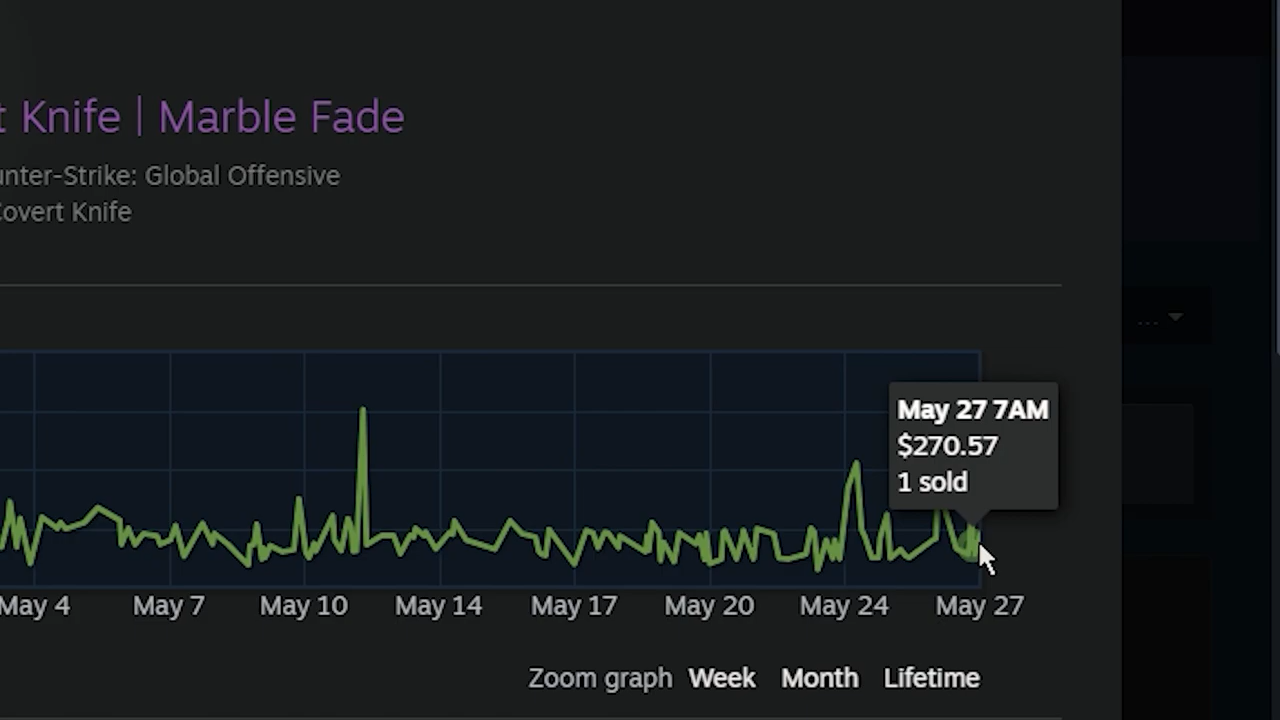 t Knife | Marble Fade
unter-Strike: Global Offensive
Covert Knife
...
May 27 7AM
$270.57
1 sold
May 4 May 7 May 10 May 14 May 17 May 20 May 24 May 27
Zoom graph Week Month Lifetime